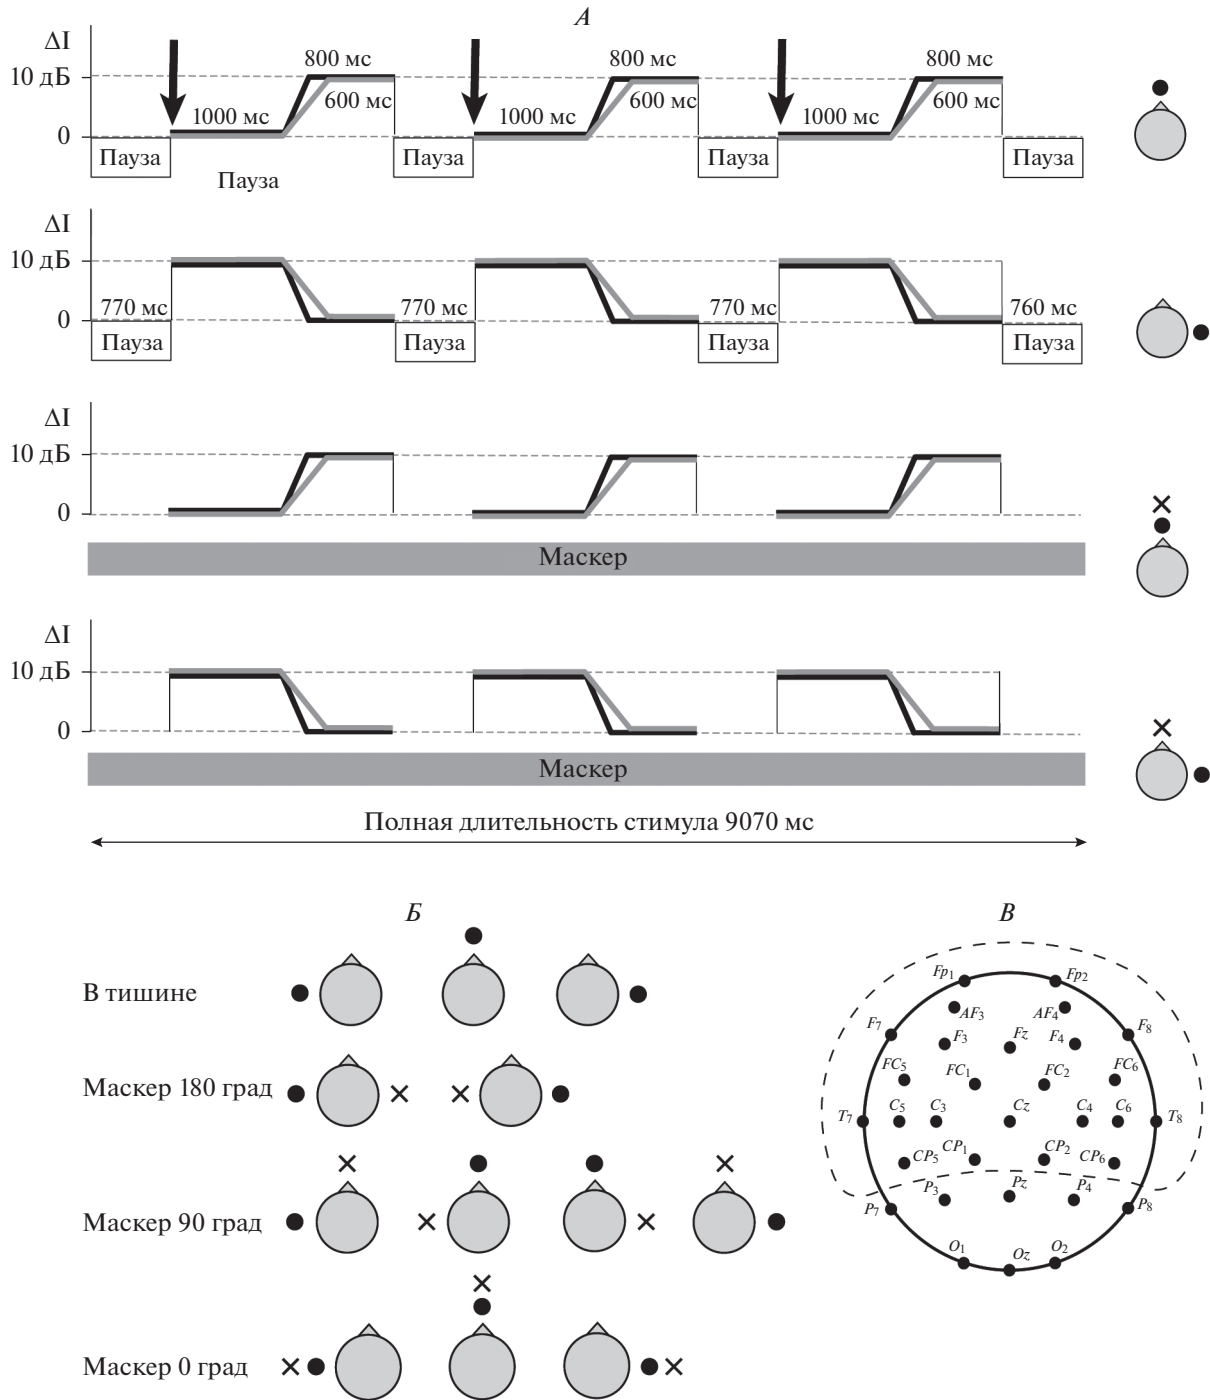 А
ΔI
10 дБ
0
800 мс
800 мс
800 мс
1000 мс
600 мс
1000 мс
600 мс
1000 мс
600 мс
Пауза
Пауза
Пауза
Пауза
Пауза
ΔI
10 дБ
0
770 мс
770 мс
770 мс
760 мс
Пауза
Пауза
Пауза
Пауза
ΔI
10 дБ
0
Маскер
ΔI
10 дБ
0
Маскер
Полная длительность стимула 9070 мс
Б
В тишине
Маскер 180 град
Маскер 90 град
Маскер 0 град
В
Fp1 Fp2
AF3 AF4
F7 F3 Fz F4 F8
FC5 FC1 FC2 FC6
T7 C5 C3 Cz C4 C6 T8
CP5 CP1 CP2 CP6
P7 P3 Pz P4 P8
O1 Oz O2